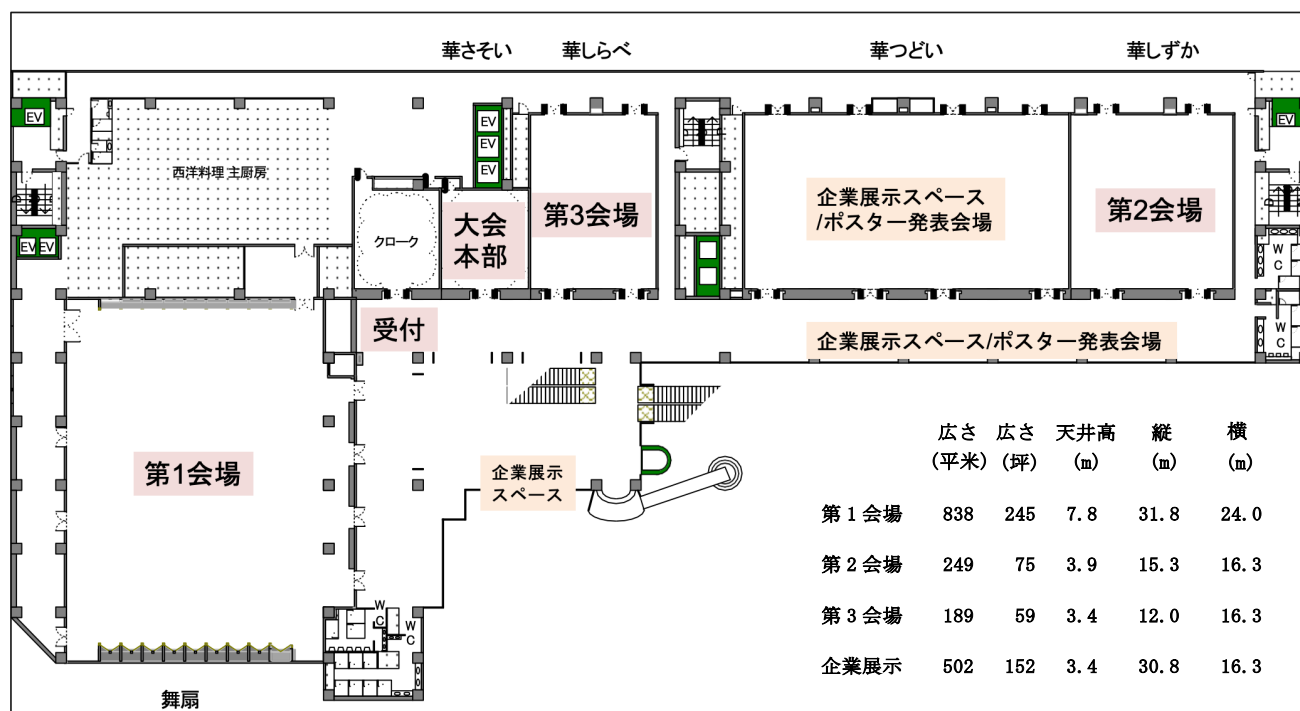 華さそい 華しらべ 華つどい 華しずか
EV
EV
EV
EV
EV
西洋料理 主厨房
EV EV
クローク
大会
本部
第3会場
企業展示スペース
/ポスター発表会場
第2会場
WC
WC
受付
企業展示スペース/ポスター発表会場
第1会場
企業展示
スペース
WC
WC
舞扇
広さ 広さ 天井高 縦 横
(平米) (坪) (m) (m) (m)
第1会場 838 245 7.8 31.8 24.0
第2会場 249 75 3.9 15.3 16.3
第3会場 189 59 3.4 12.0 16.3
企業展示 502 152 3.4 30.8 16.3